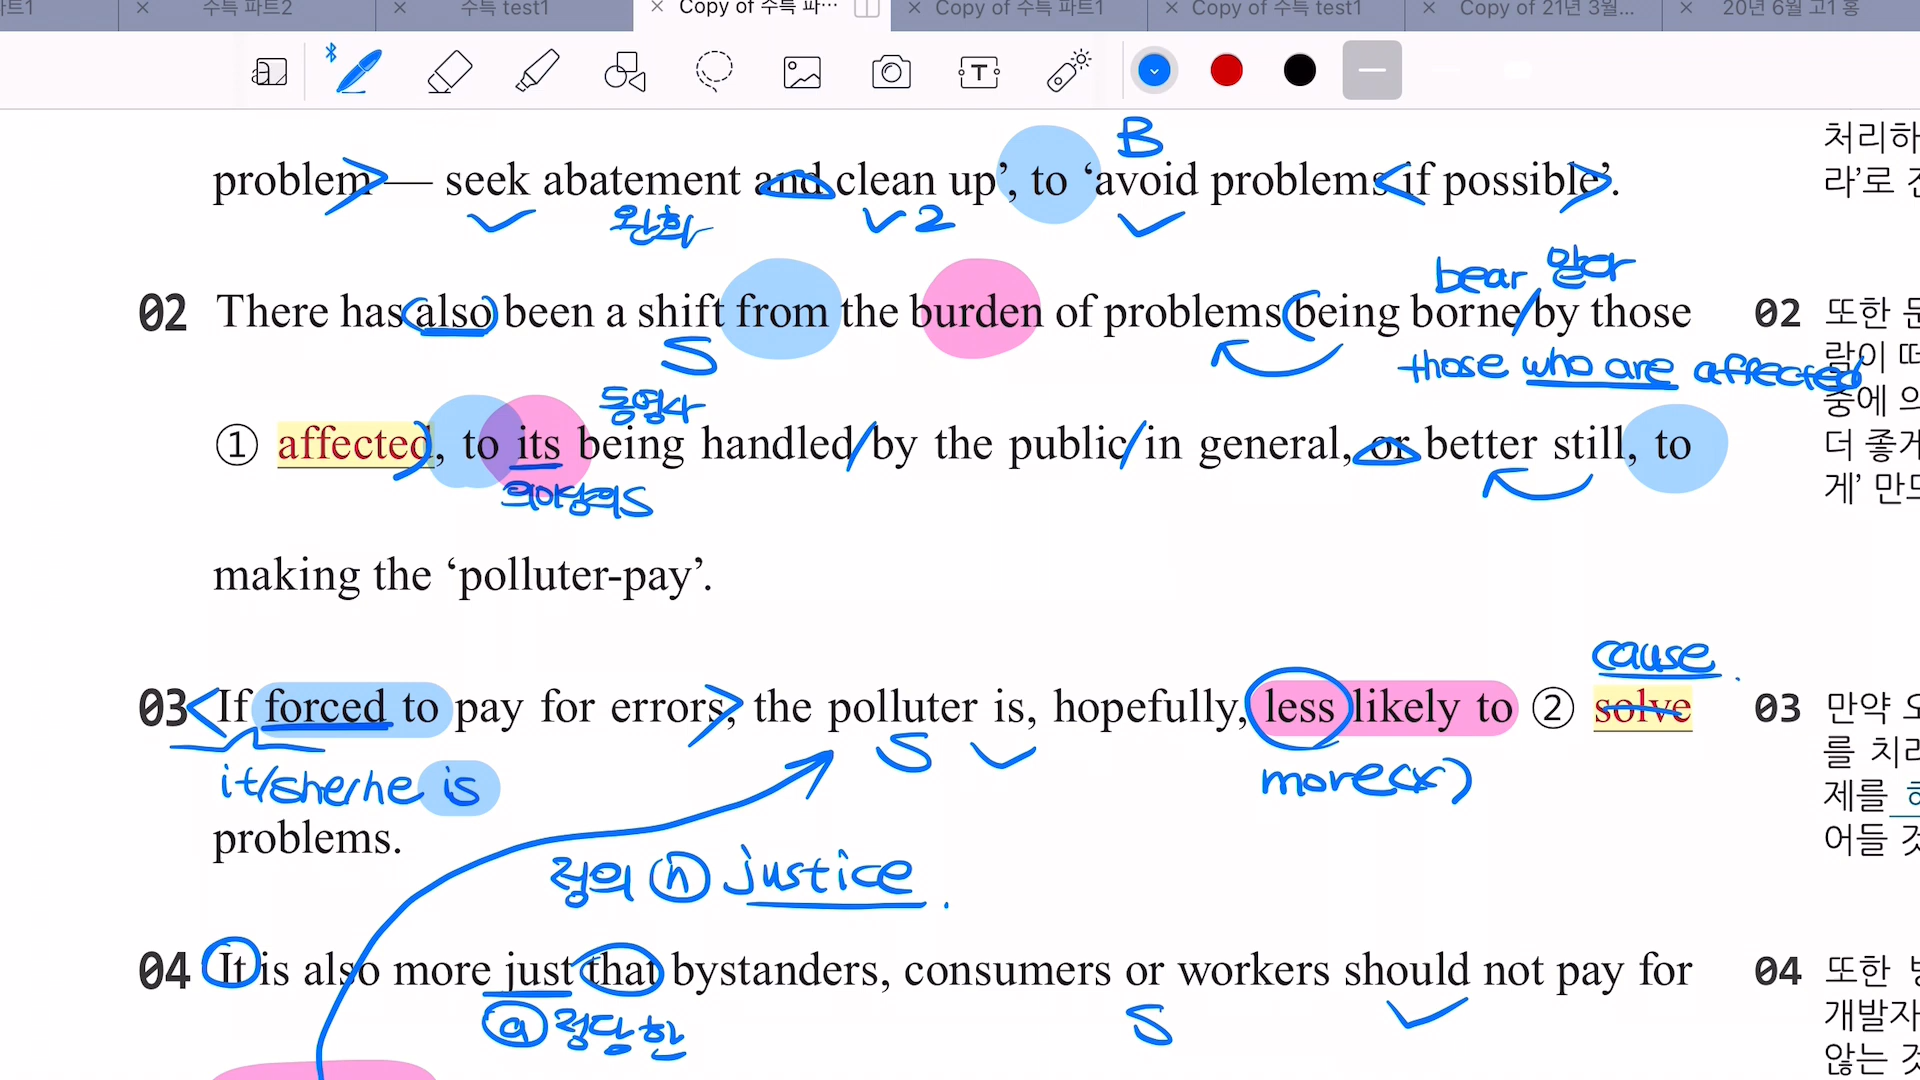 트1
× 수특 파트2
× 수특 test1
× Copy of 수특 파…
× Copy of 수특 파트1
× Copy of 수특 test1
× Copy of 21년 3월...
× 20년 6월 고1 홍
B
problem — seek abatement and clean up’, to ‘avoid problems if possible’.
완화
2
처리하
라’로 진
bear 맡다
02 There has also been a shift from the burden of problems being borne by those
S
those who are affected
동명사
① affected, to its being handled by the public in general, or better still, to
의미상의S
making the ‘polluter-pay’.
02 또한 문
람이 떠
중에 의
더 좋게
게’ 만드
cause
03 If forced to pay for errors, the polluter is, hopefully, less likely to ② solve
S
it/she/he is
more(x)
problems.
정의 n justice
03 만약 오
를 치르
제를 해
어들 것
04 It is also more just that bystanders, consumers or workers should not pay for
a 정당한
S
04 또한 방
개발자
않는 것